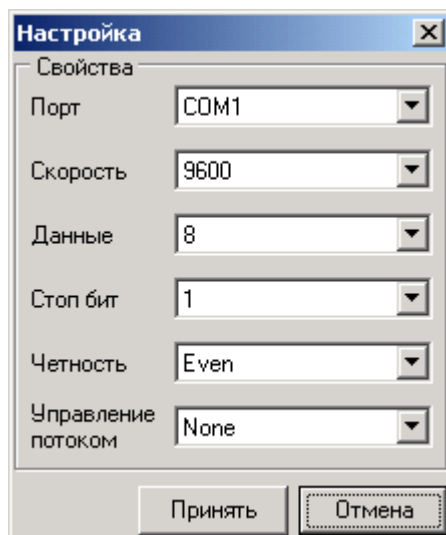 Настройка
Свойства
Порт COM1
Скорость 9600
Данные 8
Стоп бит 1
Четность Even
Управление
потоком None
Принять Отмена